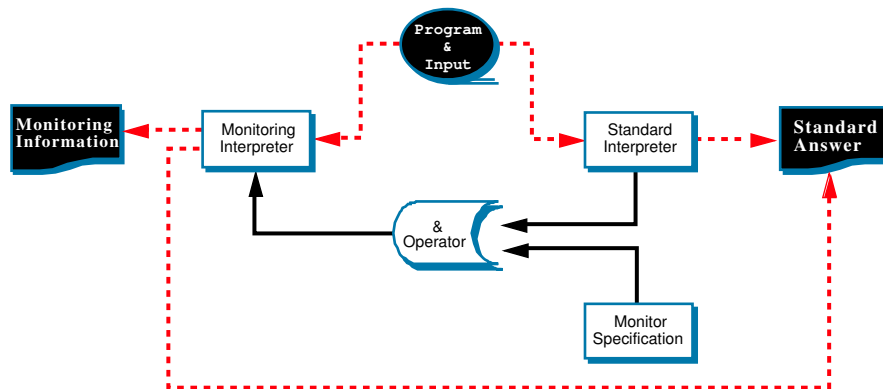 Program
&
Input
Monitoring
Information
Monitoring
Interpreter
Standard
Interpreter
Standard
Answer
&
Operator
Monitor
Specification